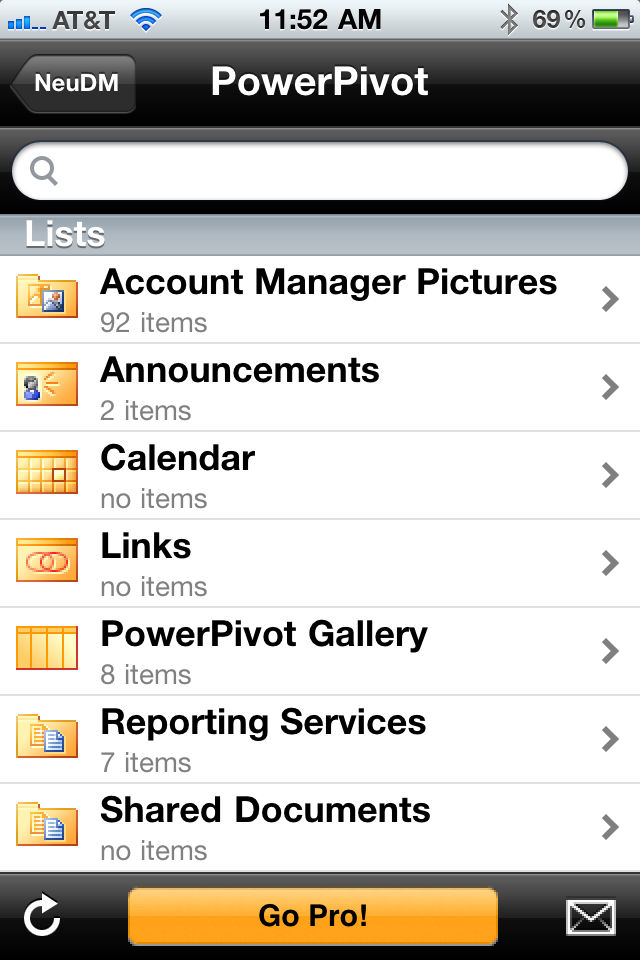 AT&T 11:52 AM 69%
NeuDM PowerPivot
Lists
Account Manager Pictures
92 items
Announcements
2 items
Calendar
no items
Links
no items
PowerPivot Gallery
8 items
Reporting Services
7 items
Shared Documents
no items
Go Pro!